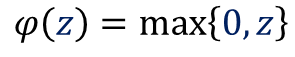 φ(z) = max{0, z}